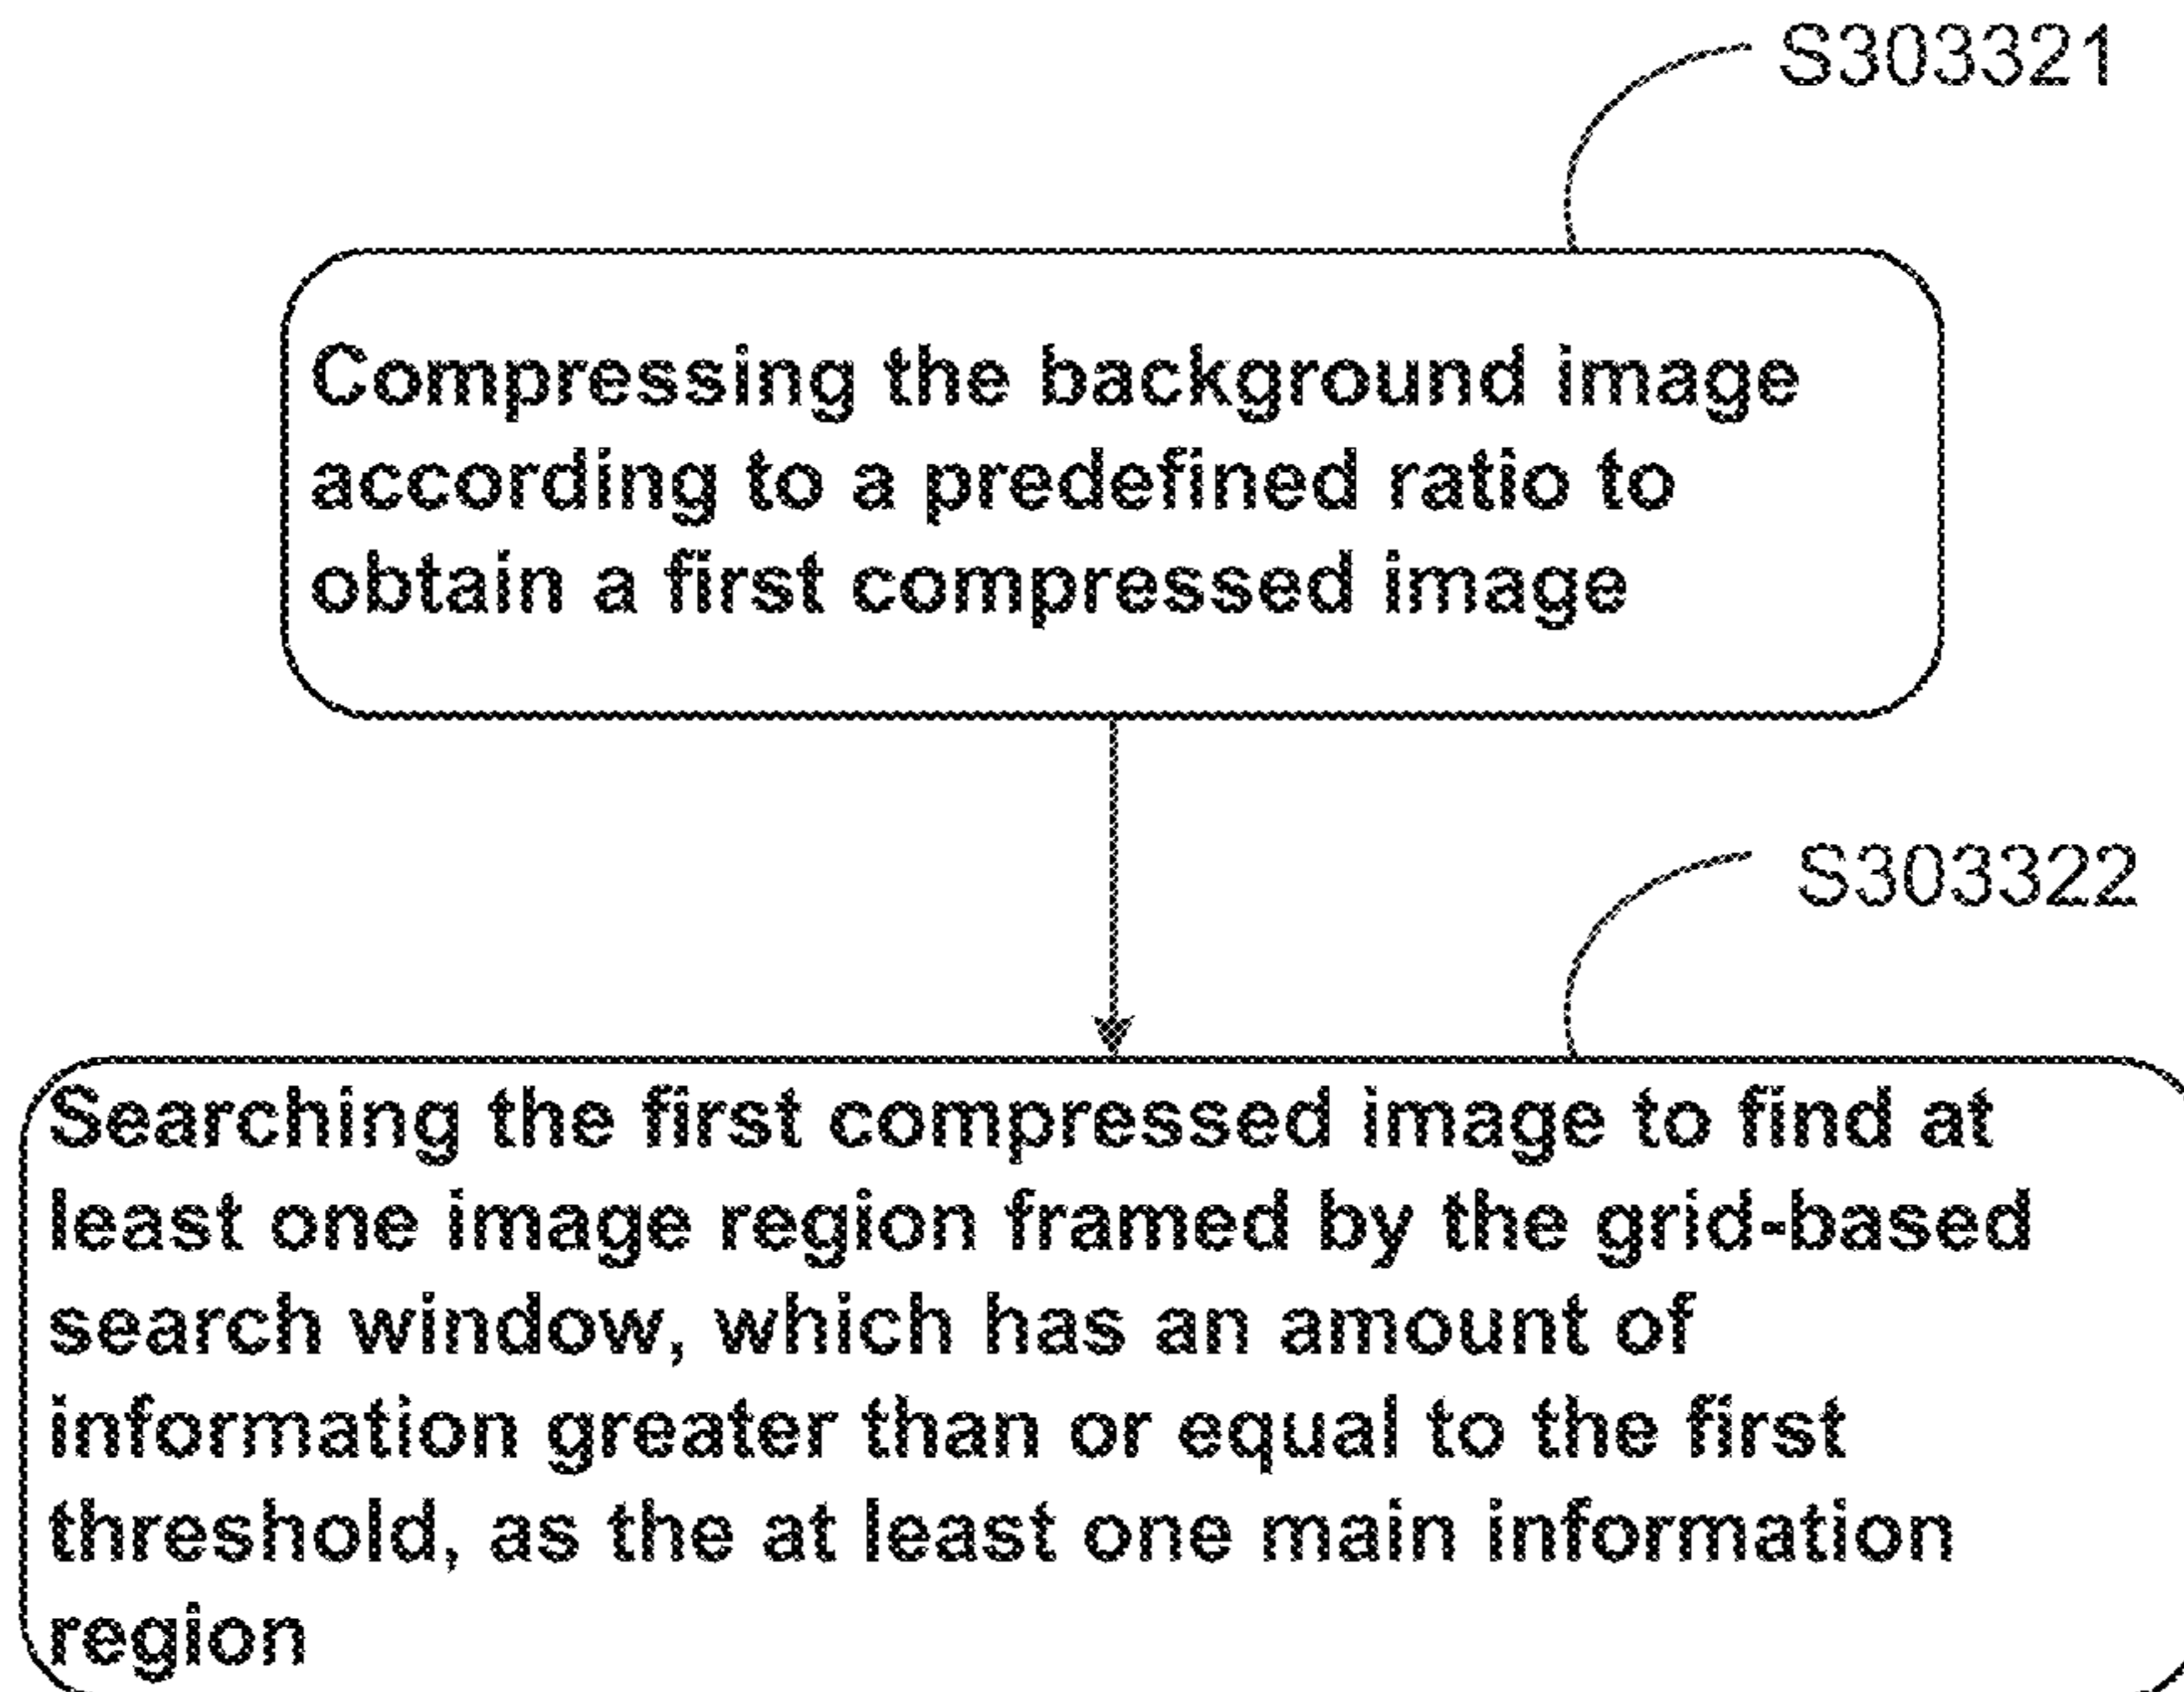 S303321
Compressing the background image
according to a predefined ratio to
obtain a first compressed image
S303322
Searching the first compressed image to find at
least one image region framed by the grid-based
search window, which has an amount of
information greater than or equal to the first
threshold, as the at least one main information
region